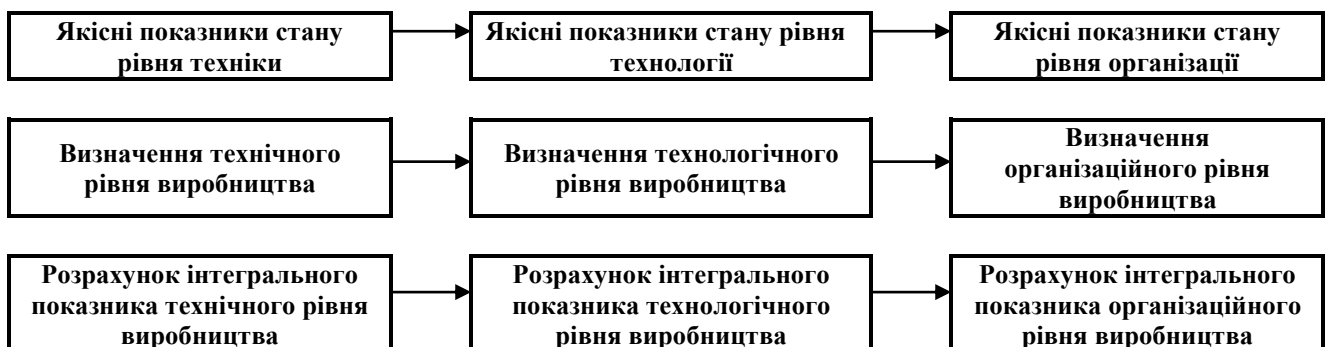 Якісні показники стану
рівня техніки
Якісні показники стану рівня
технології
Якісні показники стану
рівня організації
Визначення технічного
рівня виробництва
Визначення технологічного
рівня виробництва
Визначення
організаційного рівня
виробництва
Розрахунок інтегрального
показника технічного рівня
виробництва
Розрахунок інтегрального
показника технологічного
рівня виробництва
Розрахунок інтегрального
показника організаційного
рівня виробництва